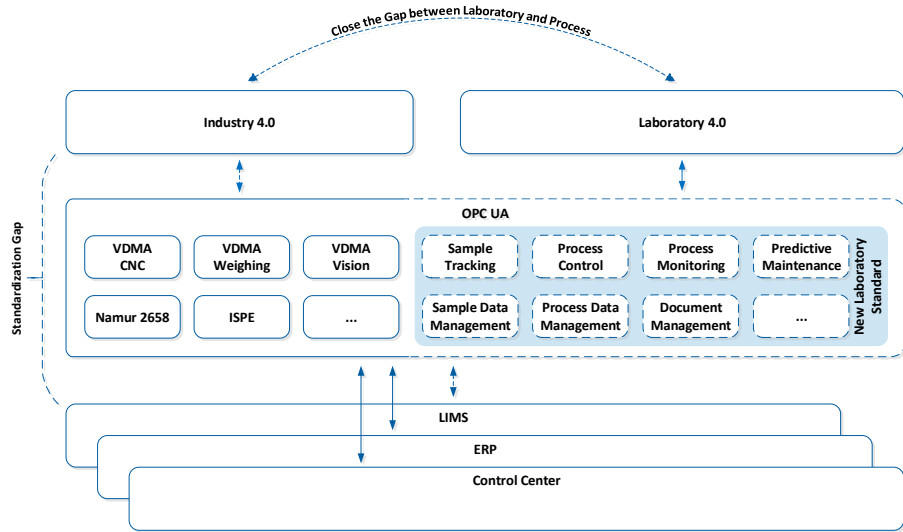 Close the Gap between Laboratory and Process
Industry 4.0
Laboratory 4.0
Standardization Gap
OPC UA
VDMA
CNC
VDMA
Weighing
VDMA
Vision
Sample
Tracking
Process
Control
Process
Monitoring
Predictive
Maintenance
Namur 2658
ISPE
...
Sample Data
Management
Process Data
Management
Document
Management
...
New Laboratory
Standard
LIMS
ERP
Control Center